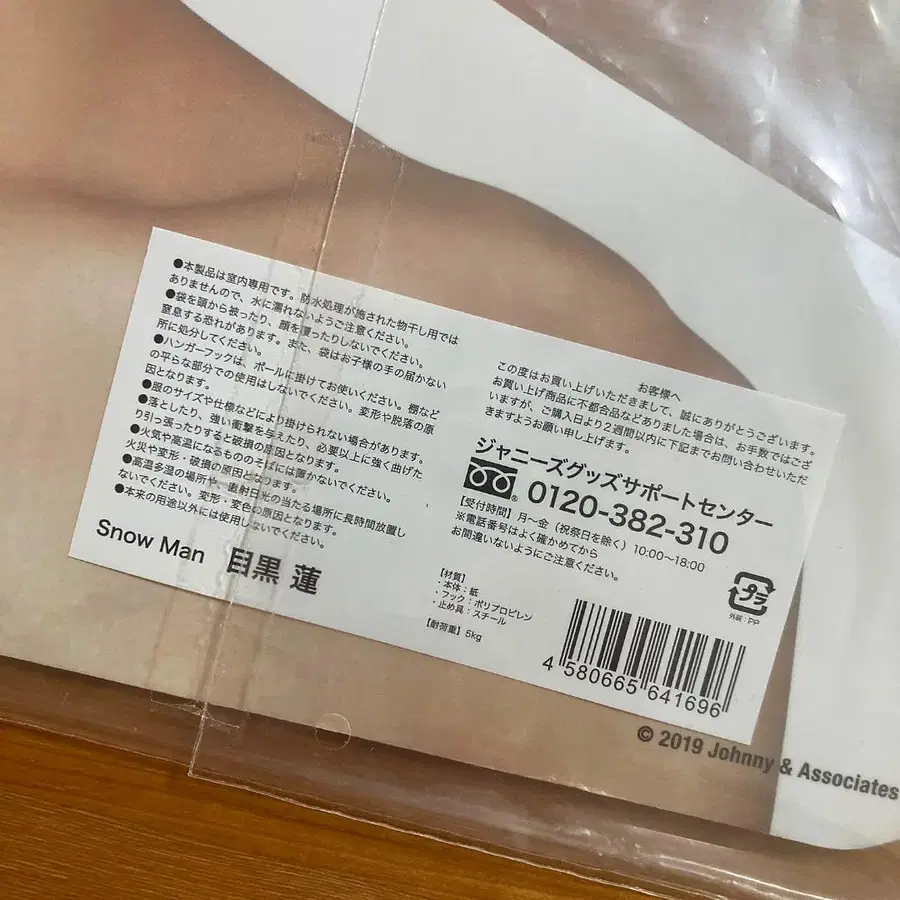 ●本製品は室内専用です。防水処理が施された物干し用では
ありませんので、水に濡れないようご注意ください。
●袋を頭から被ったり、顔を覆ったりしないでください。
窒息する恐れがあります。また、袋はお子様の手の届かない
所に処分してください。
●ハンガーフックは、ポールに掛けてお使いください。棚など
の平らな部分での使用はしないでください。変形や脱落の原
因となります。
●服のサイズや仕様などにより掛けられない場合があります。
●落としたり、強い衝撃を与えたり、必要以上に強く曲げた
り引っ張ったりすると破損の原因となります。
●火気や高温になるもののそばには置かないでください。
火災や変形・破損の原因となります。
●高温多湿の場所や、直射日光の当たる場所に長時間放置し
ないでください。変形・変色の原因となります。
●本来の用途以外には使用しないでください。
Snow Man 目黒 蓮
お客様へ
この度はお買い上げいただきまして、誠にありがとうございます。
お買い上げ商品に不都合品などありました場合は、お手数ではござ
いますが、ご購入日より2週間以内に下記までお問い合わせいただ
きますようお願い申し上げます。
ジャニーズグッズサポートセンター
0120-382-310
【受付時間】月〜金（祝祭日を除く）10:00〜18:00
※電話番号はよく確かめてから
お間違いないようにご注意ください。
【材質】
・本体：紙
・フック：ポリプロピレン
・止め具：スチール
【耐荷重】5kg
プラ
外袋：PP
4 580665 641696
© 2019 Johnny & Associates